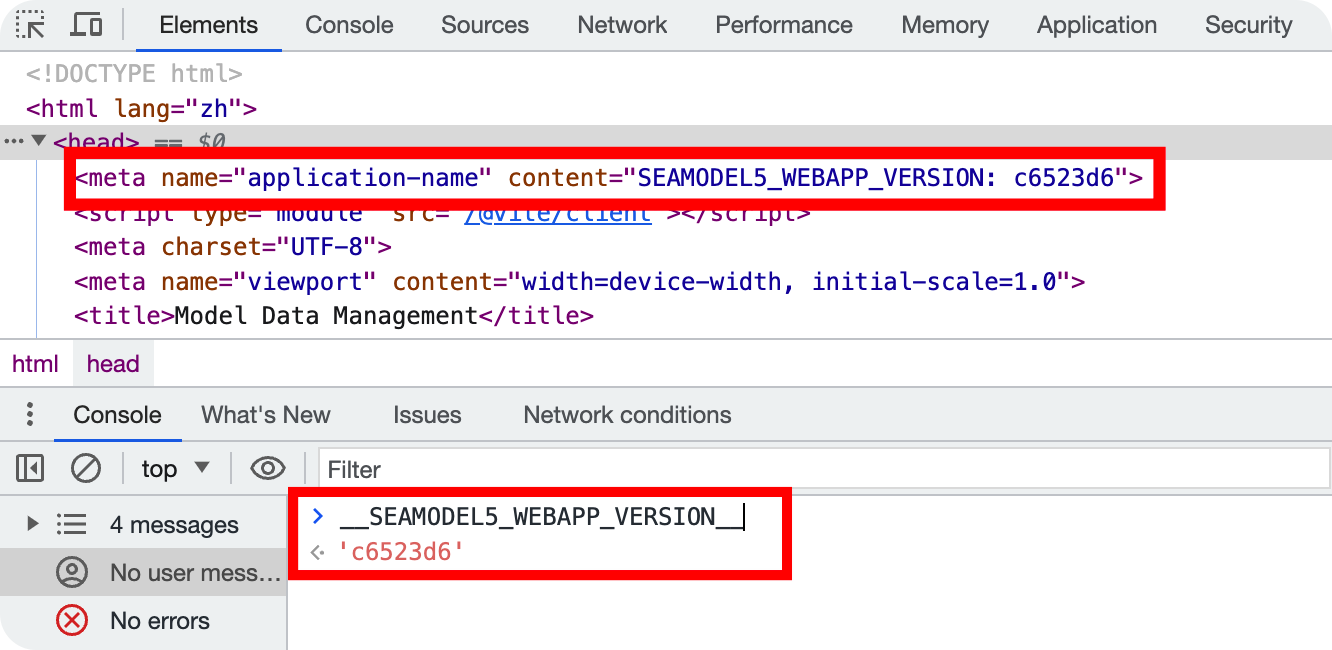 Elements Console Sources Network Performance Memory Application Security
<!DOCTYPE html>
<html lang="zh">
<head> == $0
<meta name="application-name" content="SEAMODEL5_WEBAPP_VERSION: c6523d6">
<script type="module" src="/@vite/client"></script>
<meta charset="UTF-8">
<meta name="viewport" content="width=device-width, initial-scale=1.0">
<title>Model Data Management</title>
html head
Console What's New Issues Network conditions
top Filter
4 messages
No user mess...
No errors
> __SEAMODEL5_WEBAPP_VERSION__
'c6523d6'